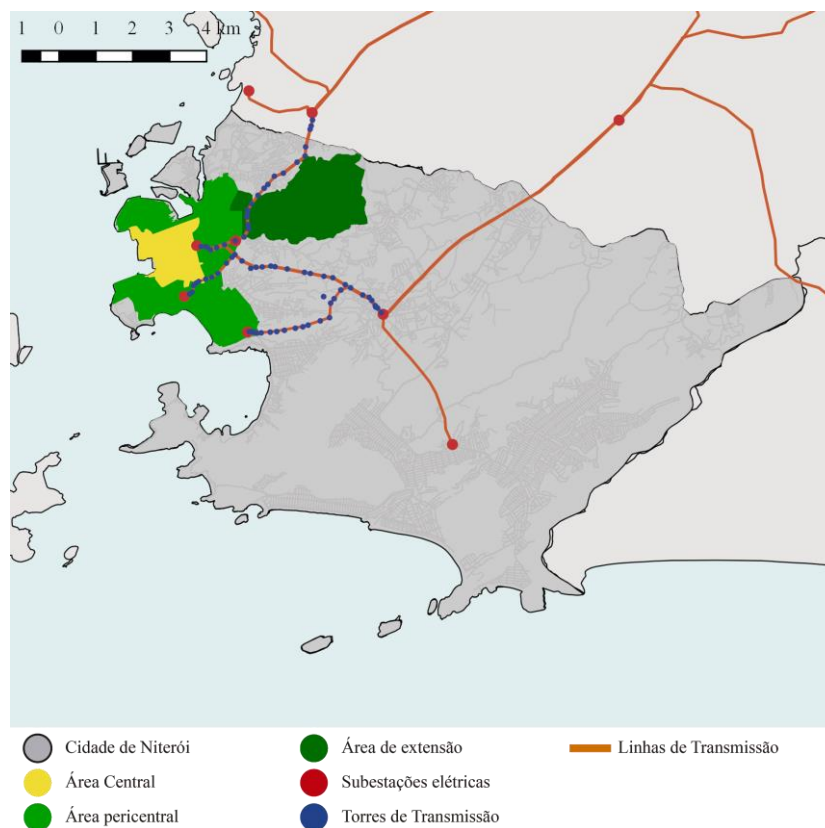 1 0 1 2 3 4 km
Cidade de Niterói
Área Central
Área pericentral
Área de extensão
Subestações elétricas
Torres de Transmissão
Linhas de Transmissão